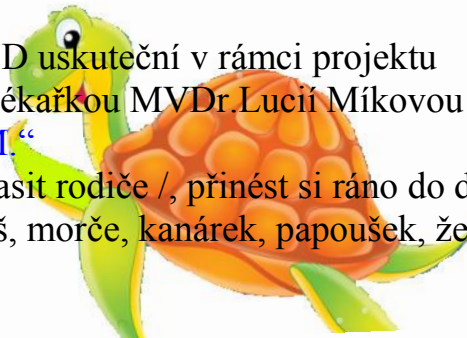 D uskuteční v rámci projektu
ékařkou MVDr.Lucií Míkovou
.“
asit rodiče /, přinést si ráno do d
š, morče, kanárek, papoušek, že